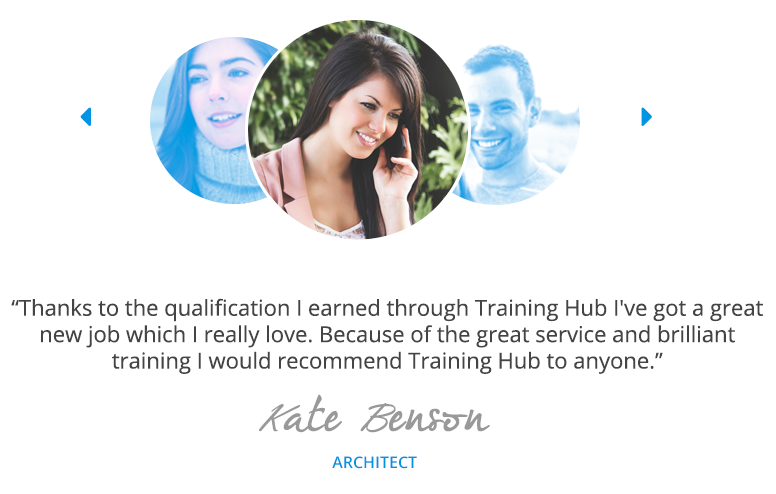 “Thanks to the qualification I earned through Training Hub I've got a great
new job which I really love. Because of the great service and brilliant
training I would recommend Training Hub to anyone.”
Kate Benson
ARCHITECT